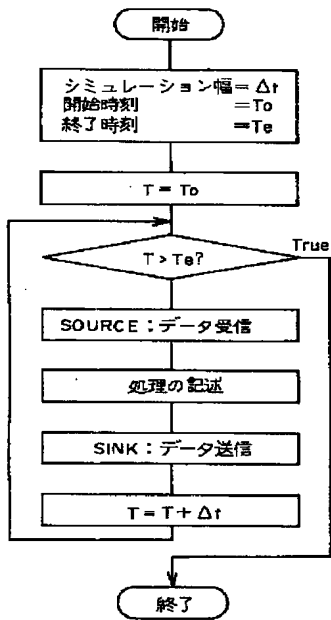 開始
シミュレーション幅= Δt
開始時刻 =To
終了時刻 =Te
T = To
T > Te?
True
SOURCE:データ受信
処理の記述
SINK:データ送信
T = T + Δt
終了